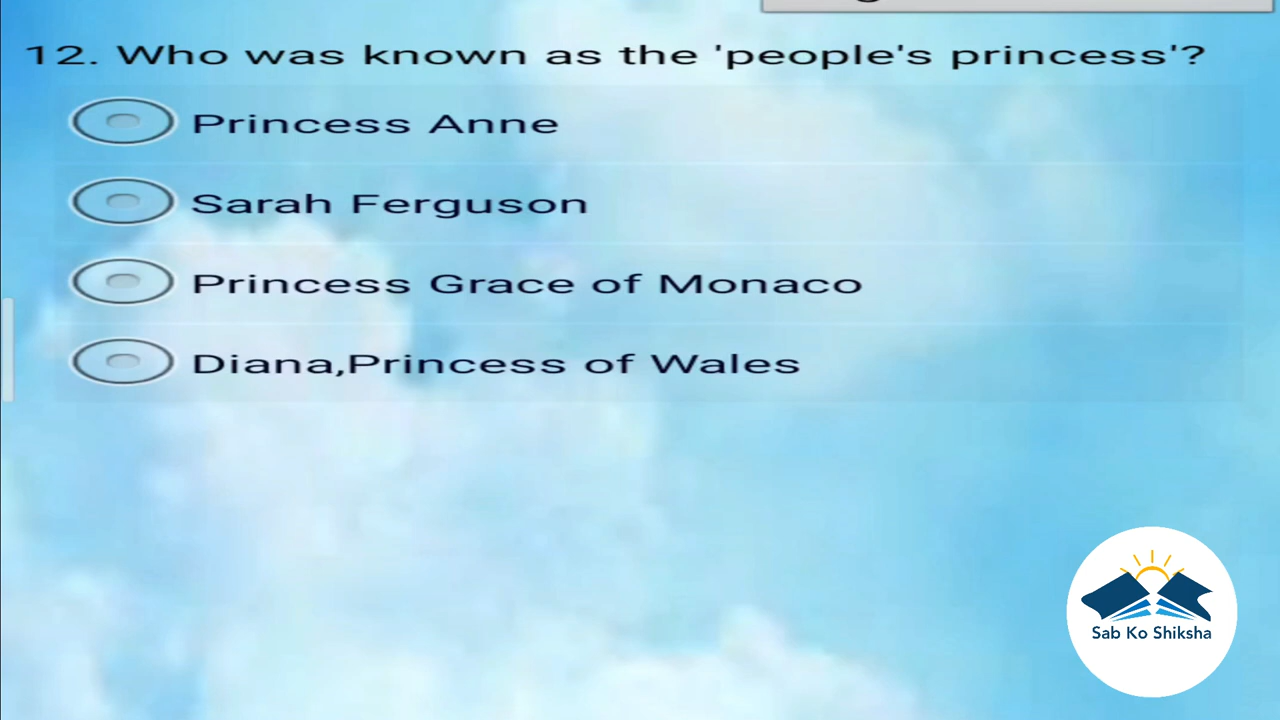 12. Who was known as the 'people's princess'?
Princess Anne
Sarah Ferguson
Princess Grace of Monaco
Diana,Princess of Wales
Sab Ko Shiksha